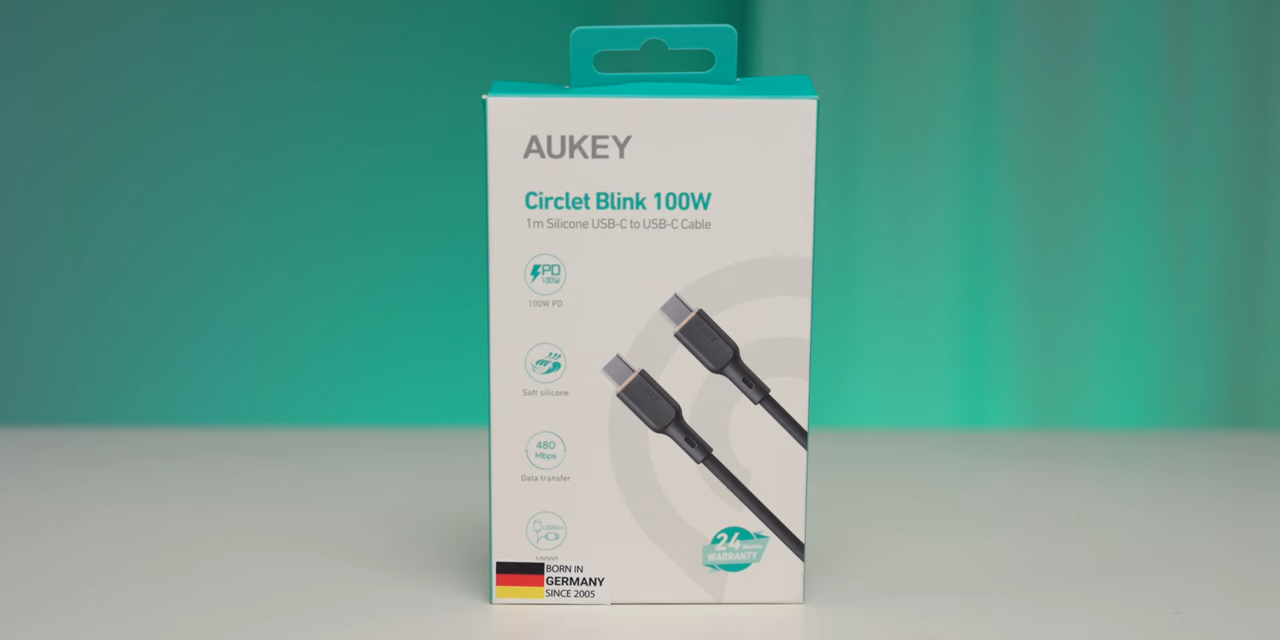 AUKEY
Circlet Blink 100W
1m Silicone USB-C to USB-C Cable
PD
100W
100W PD
Soft silicone
480
Mbps
Data transfer
24 Months
WARRANTY
BORN IN
GERMANY
SINCE 2005